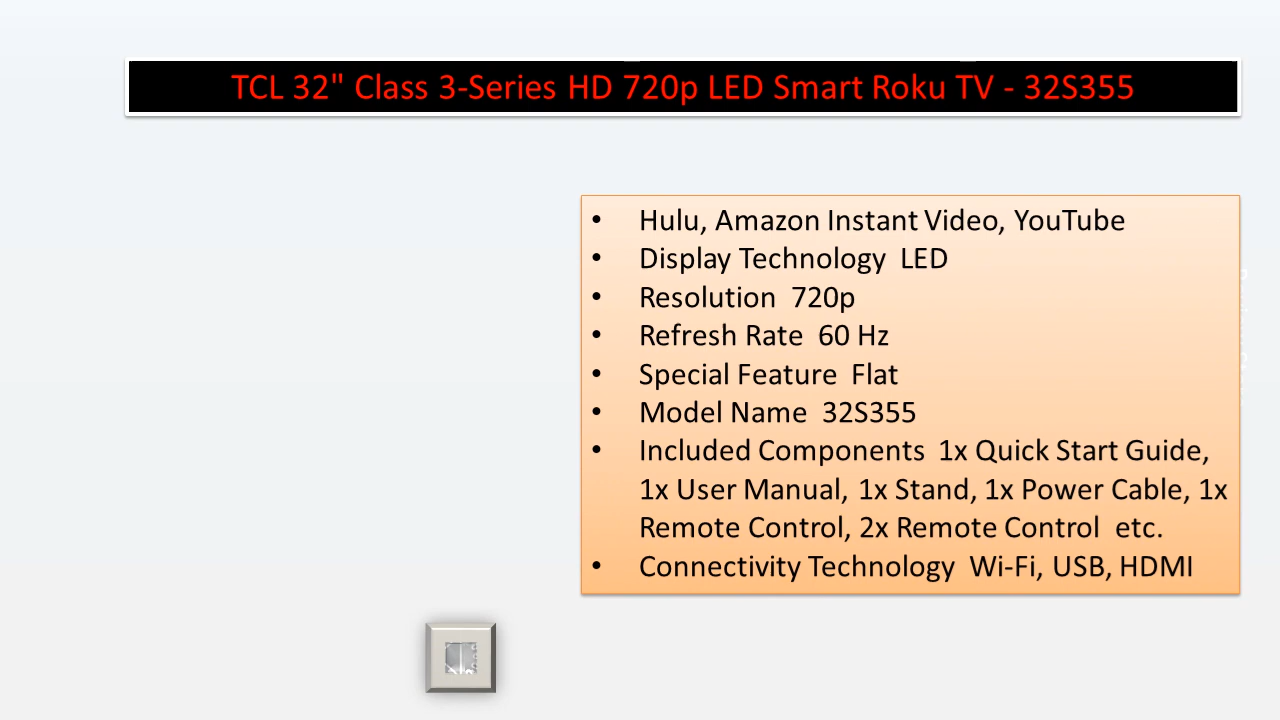 TCL 32" Class 3-Series HD 720p LED Smart Roku TV - 32S355
• Hulu, Amazon Instant Video, YouTube
• Display Technology  LED
• Resolution  720p
• Refresh Rate  60 Hz
• Special Feature  Flat
• Model Name  32S355
• Included Components  1x Quick Start Guide,
1x User Manual, 1x Stand, 1x Power Cable, 1x
Remote Control, 2x Remote Control  etc.
• Connectivity Technology  Wi-Fi, USB, HDMI